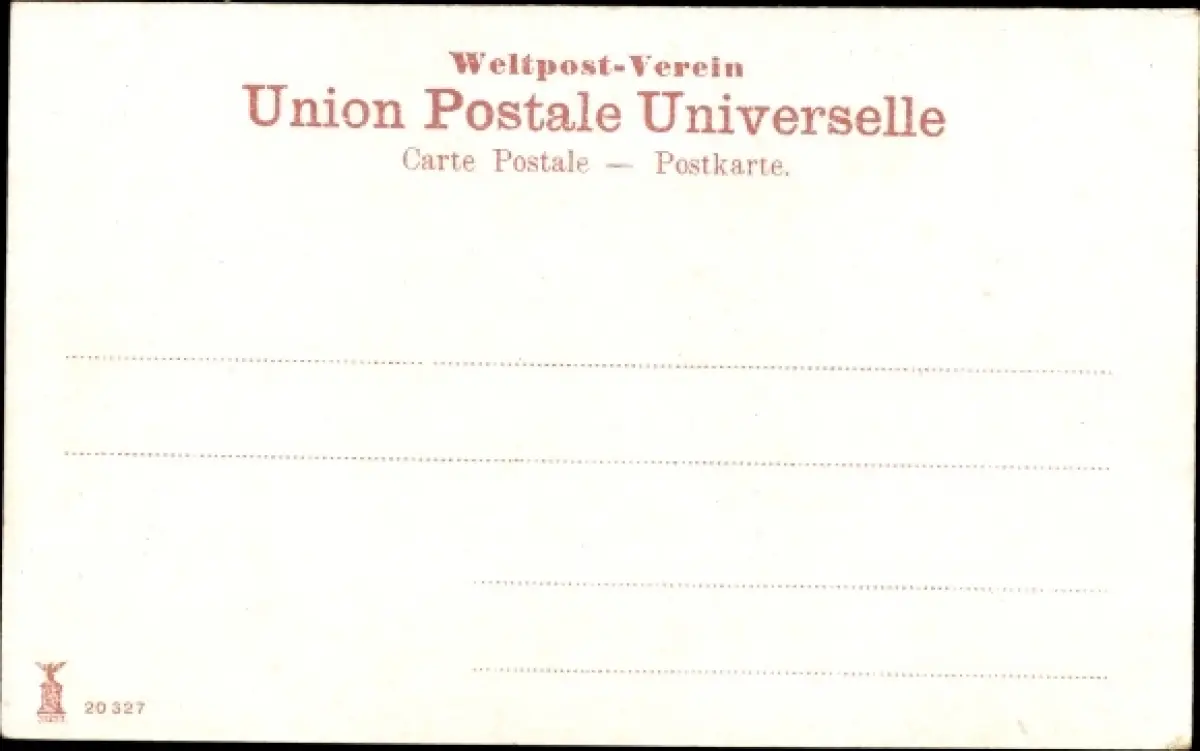 Weltpost-Verein
Union Postale Universelle
Carte Postale — Postkarte.
20 327